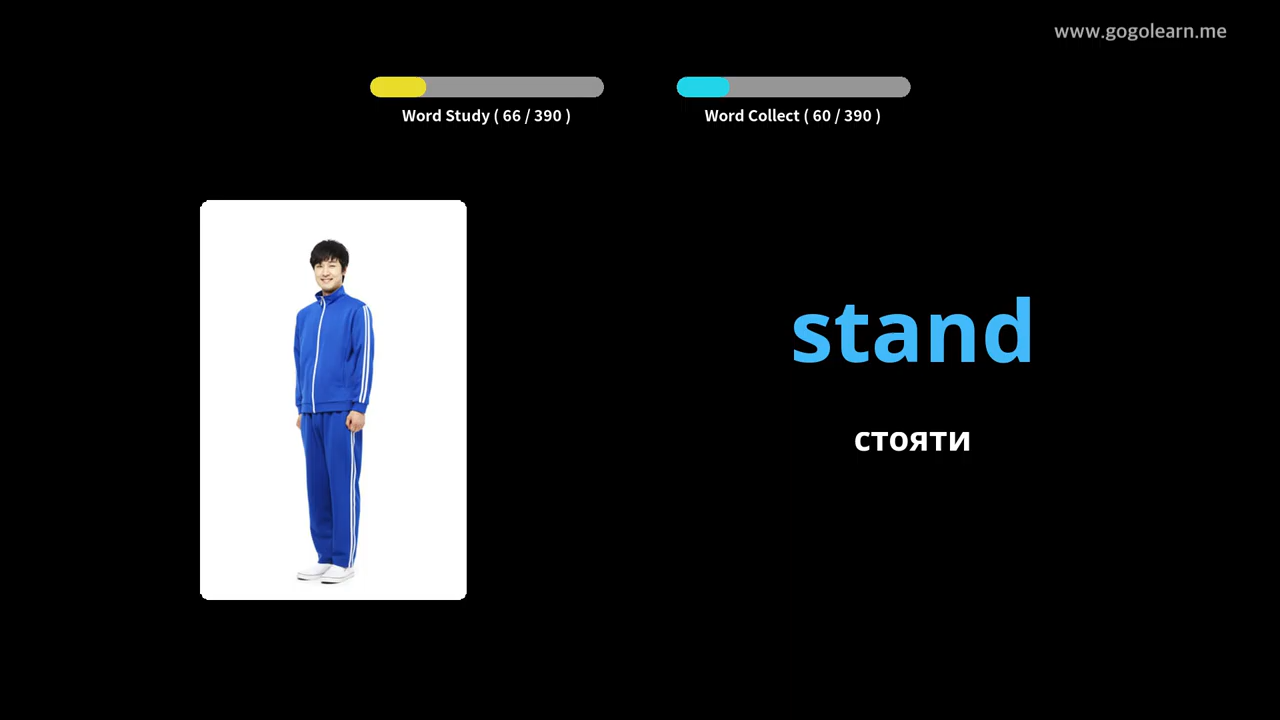 www.gogolearn.me
Word Study ( 66 / 390 )
Word Collect ( 60 / 390 )
stand
стояти